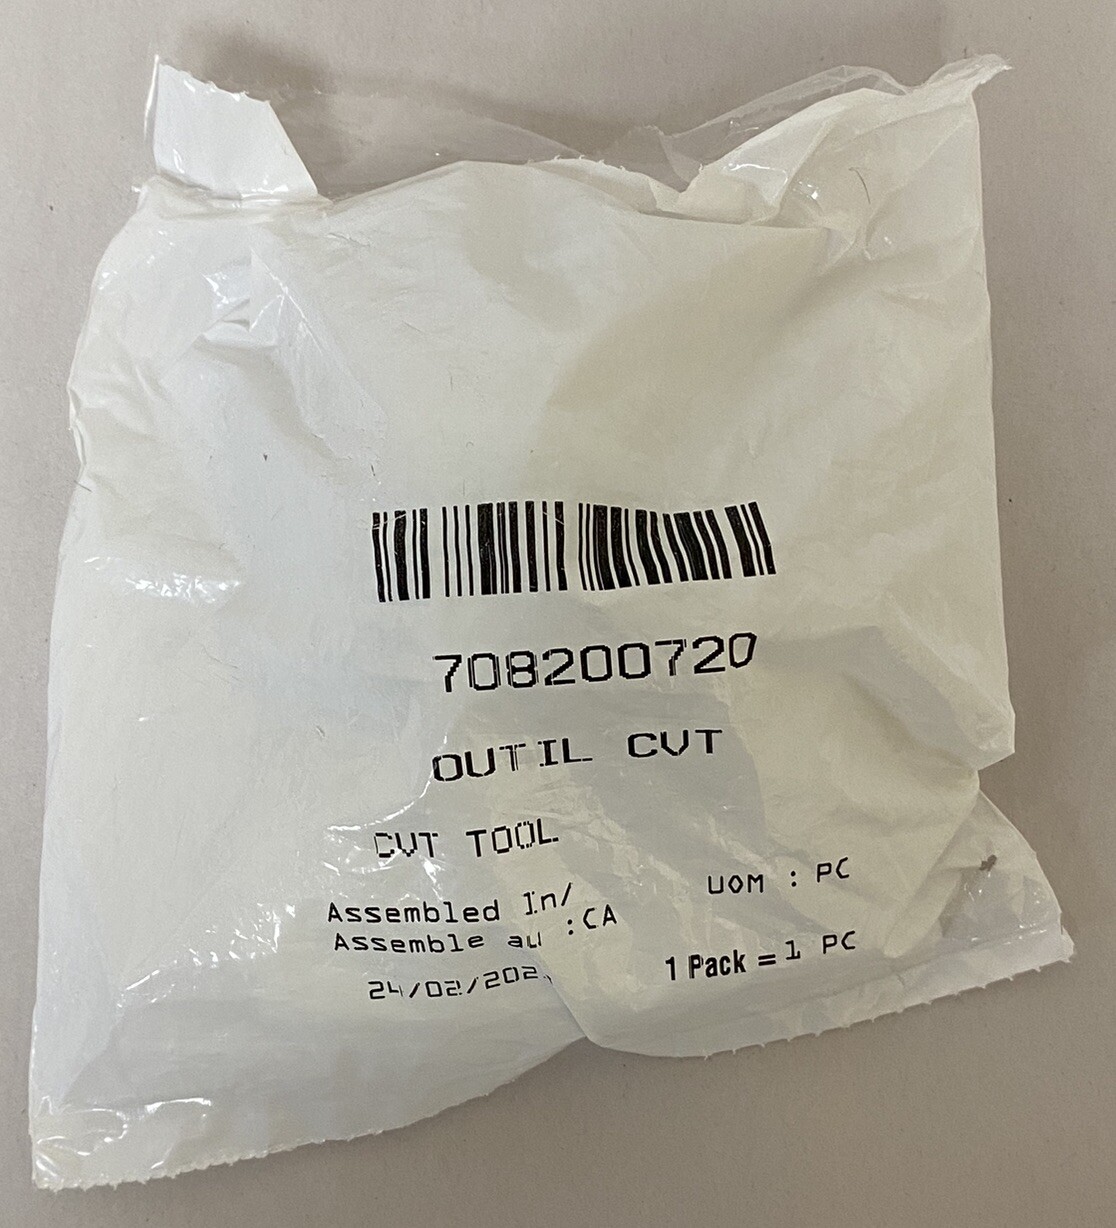 708200720
OUTIL CVT
CVT TOOL
Assembled In/
Assemble au :CA
UOM : PC
1 Pack = 1 PC